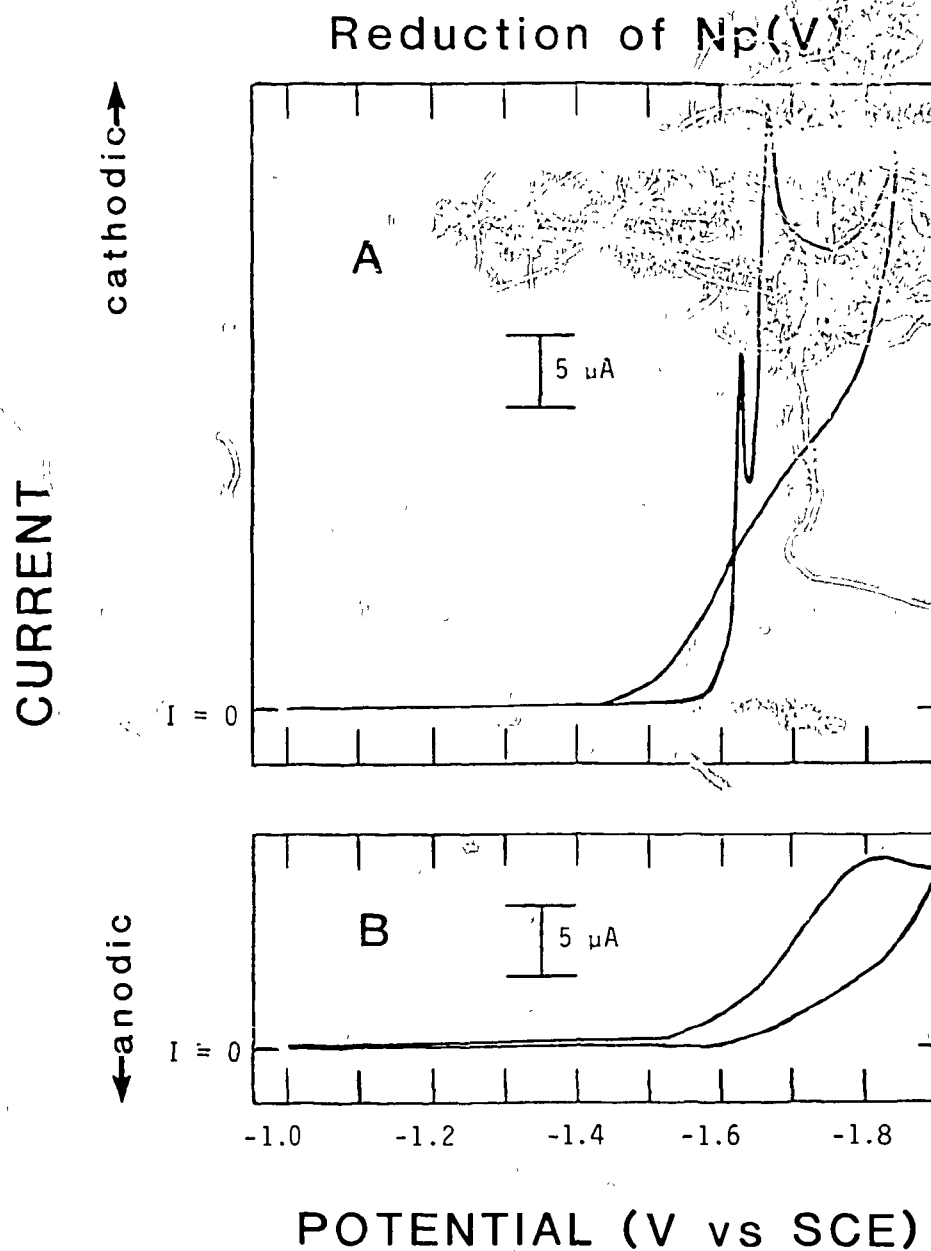 Reduction of Np(V)
cathodic
A
5 µA
CURRENT
I = 0
B
5 µA
anodic
I = 0
-1.0 -1.2 -1.4 -1.6 -1.8
POTENTIAL (V vs SCE)